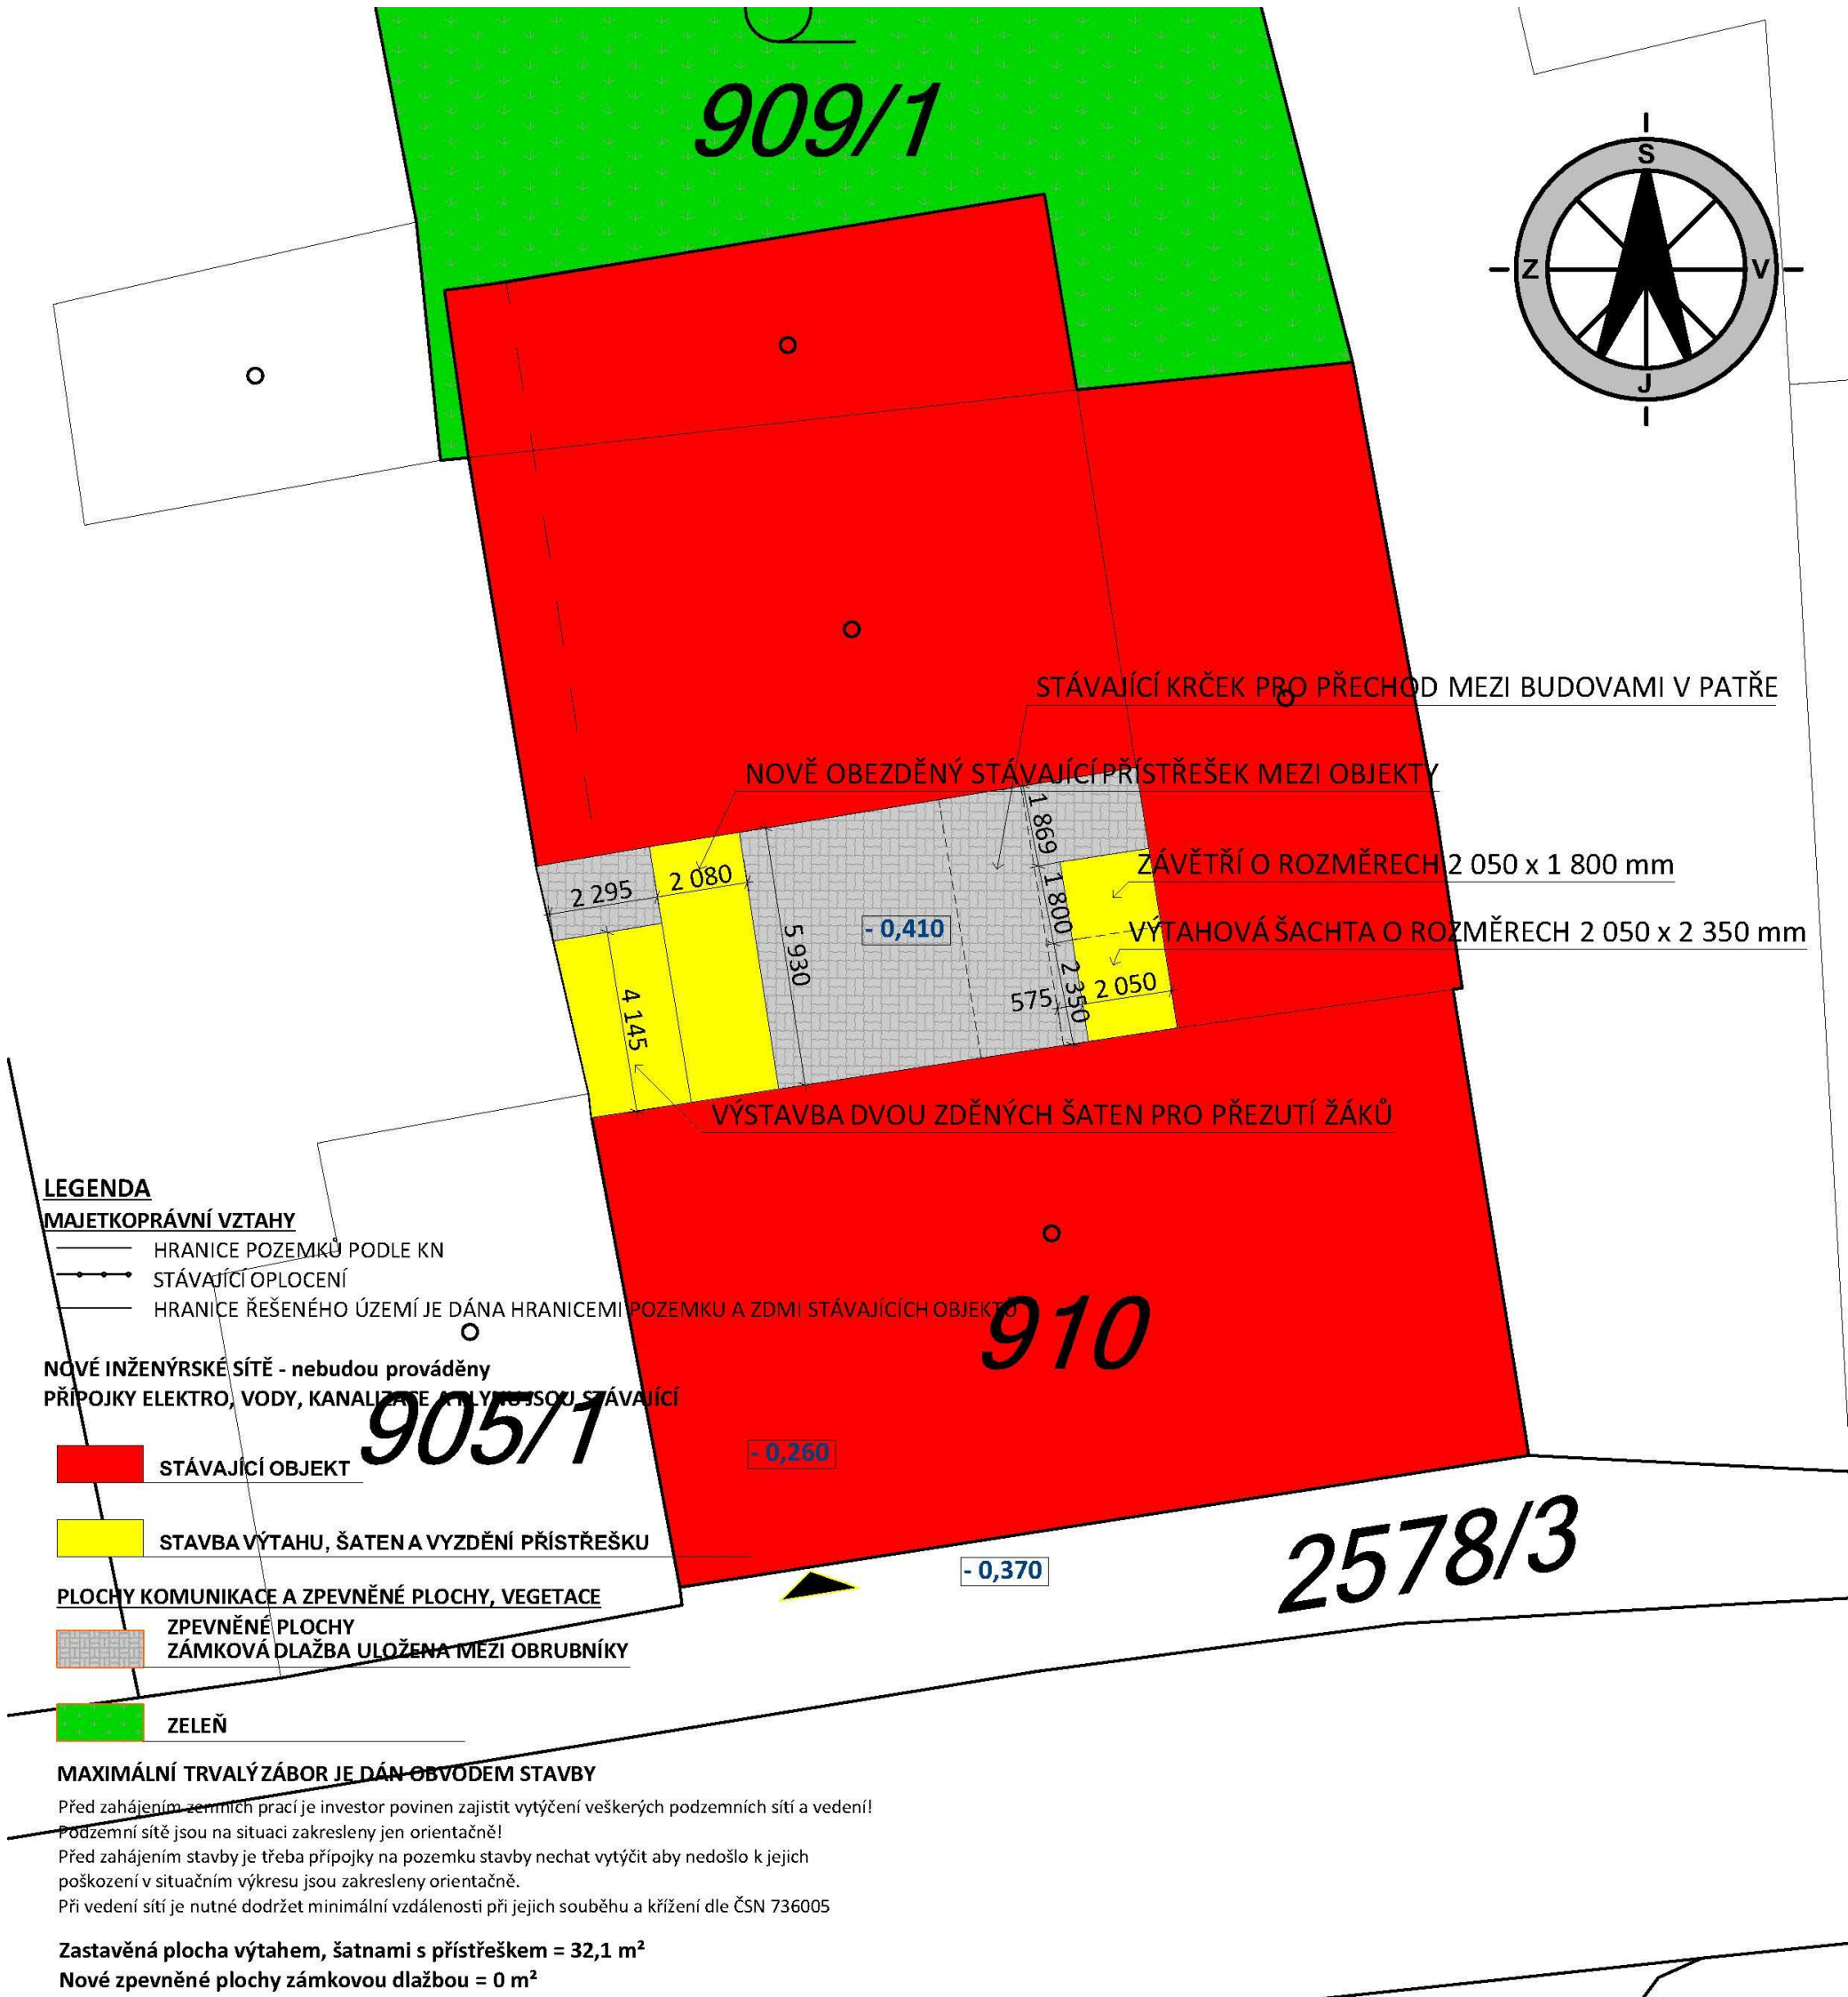 909/1
S
Z
V
J
STÁVAJÍCÍ KRČEK PRO PŘECHOD MEZI BUDOVAMI V PATŘE
NOVĚ OBEZDĚNÝ STÁVAJÍCÍ PŘÍSTŘEŠEK MEZI OBJEKTY
1 869
ZÁVĚTŘÍ O ROZMĚRECH 2 050 x 1 800 mm
2 295
2 080
1 800
- 0,410
VÝTAHOVÁ ŠACHTA O ROZMĚRECH 2 050 x 2 350 mm
5 930
2 350
2 050
575
4 145
VÝSTAVBA DVOU ZDĚNÝCH ŠATEN PRO PŘEZUTÍ ŽÁKŮ
LEGENDA
MAJETKOPRÁVNÍ VZTAHY
HRANICE POZEMKŮ PODLE KN
STÁVAJÍCÍ OPLOCENÍ
HRANICE ŘEŠENÉHO ÚZEMÍ JE DÁNA HRANICEMI POZEMKU A ZDMI STÁVAJÍCÍCH OBJEKTŮ
910
NOVÉ INŽENÝRSKÉ SÍTĚ - nebudou prováděny
PŘÍPOJKY ELEKTRO, VODY, KANALIZACE A PLYNU JSOU STÁVAJÍCÍ
905/1
- 0,260
STÁVAJÍCÍ OBJEKT
STAVBA VÝTAHU, ŠATEN A VYZDĚNÍ PŘÍSTŘEŠKU
- 0,370
2578/3
PLOCHY KOMUNIKACE A ZPEVNĚNÉ PLOCHY, VEGETACE
ZPEVNĚNÉ PLOCHY
ZÁMKOVÁ DLAŽBA ULOŽENA MEZI OBRUBNÍKY
ZELEŇ
MAXIMÁLNÍ TRVALÝ ZÁBOR JE DÁN OBVODEM STAVBY
Před zahájením zemních prací je investor povinen zajistit vytýčení veškerých podzemních sítí a vedení!
Podzemní sítě jsou na situaci zakresleny jen orientačně!
Před zahájením stavby je třeba přípojky na pozemku stavby nechat vytýčit aby nedošlo k jejich
poškození v situačním výkresu jsou zakresleny orientačně.
Při vedení sítí je nutné dodržet minimální vzdálenosti při jejich souběhu a křížení dle ČSN 736005
Zastavěná plocha výtahem, šatnami s přístřeškem = 32,1 m²
Nové zpevněné plochy zámkovou dlažbou = 0 m²